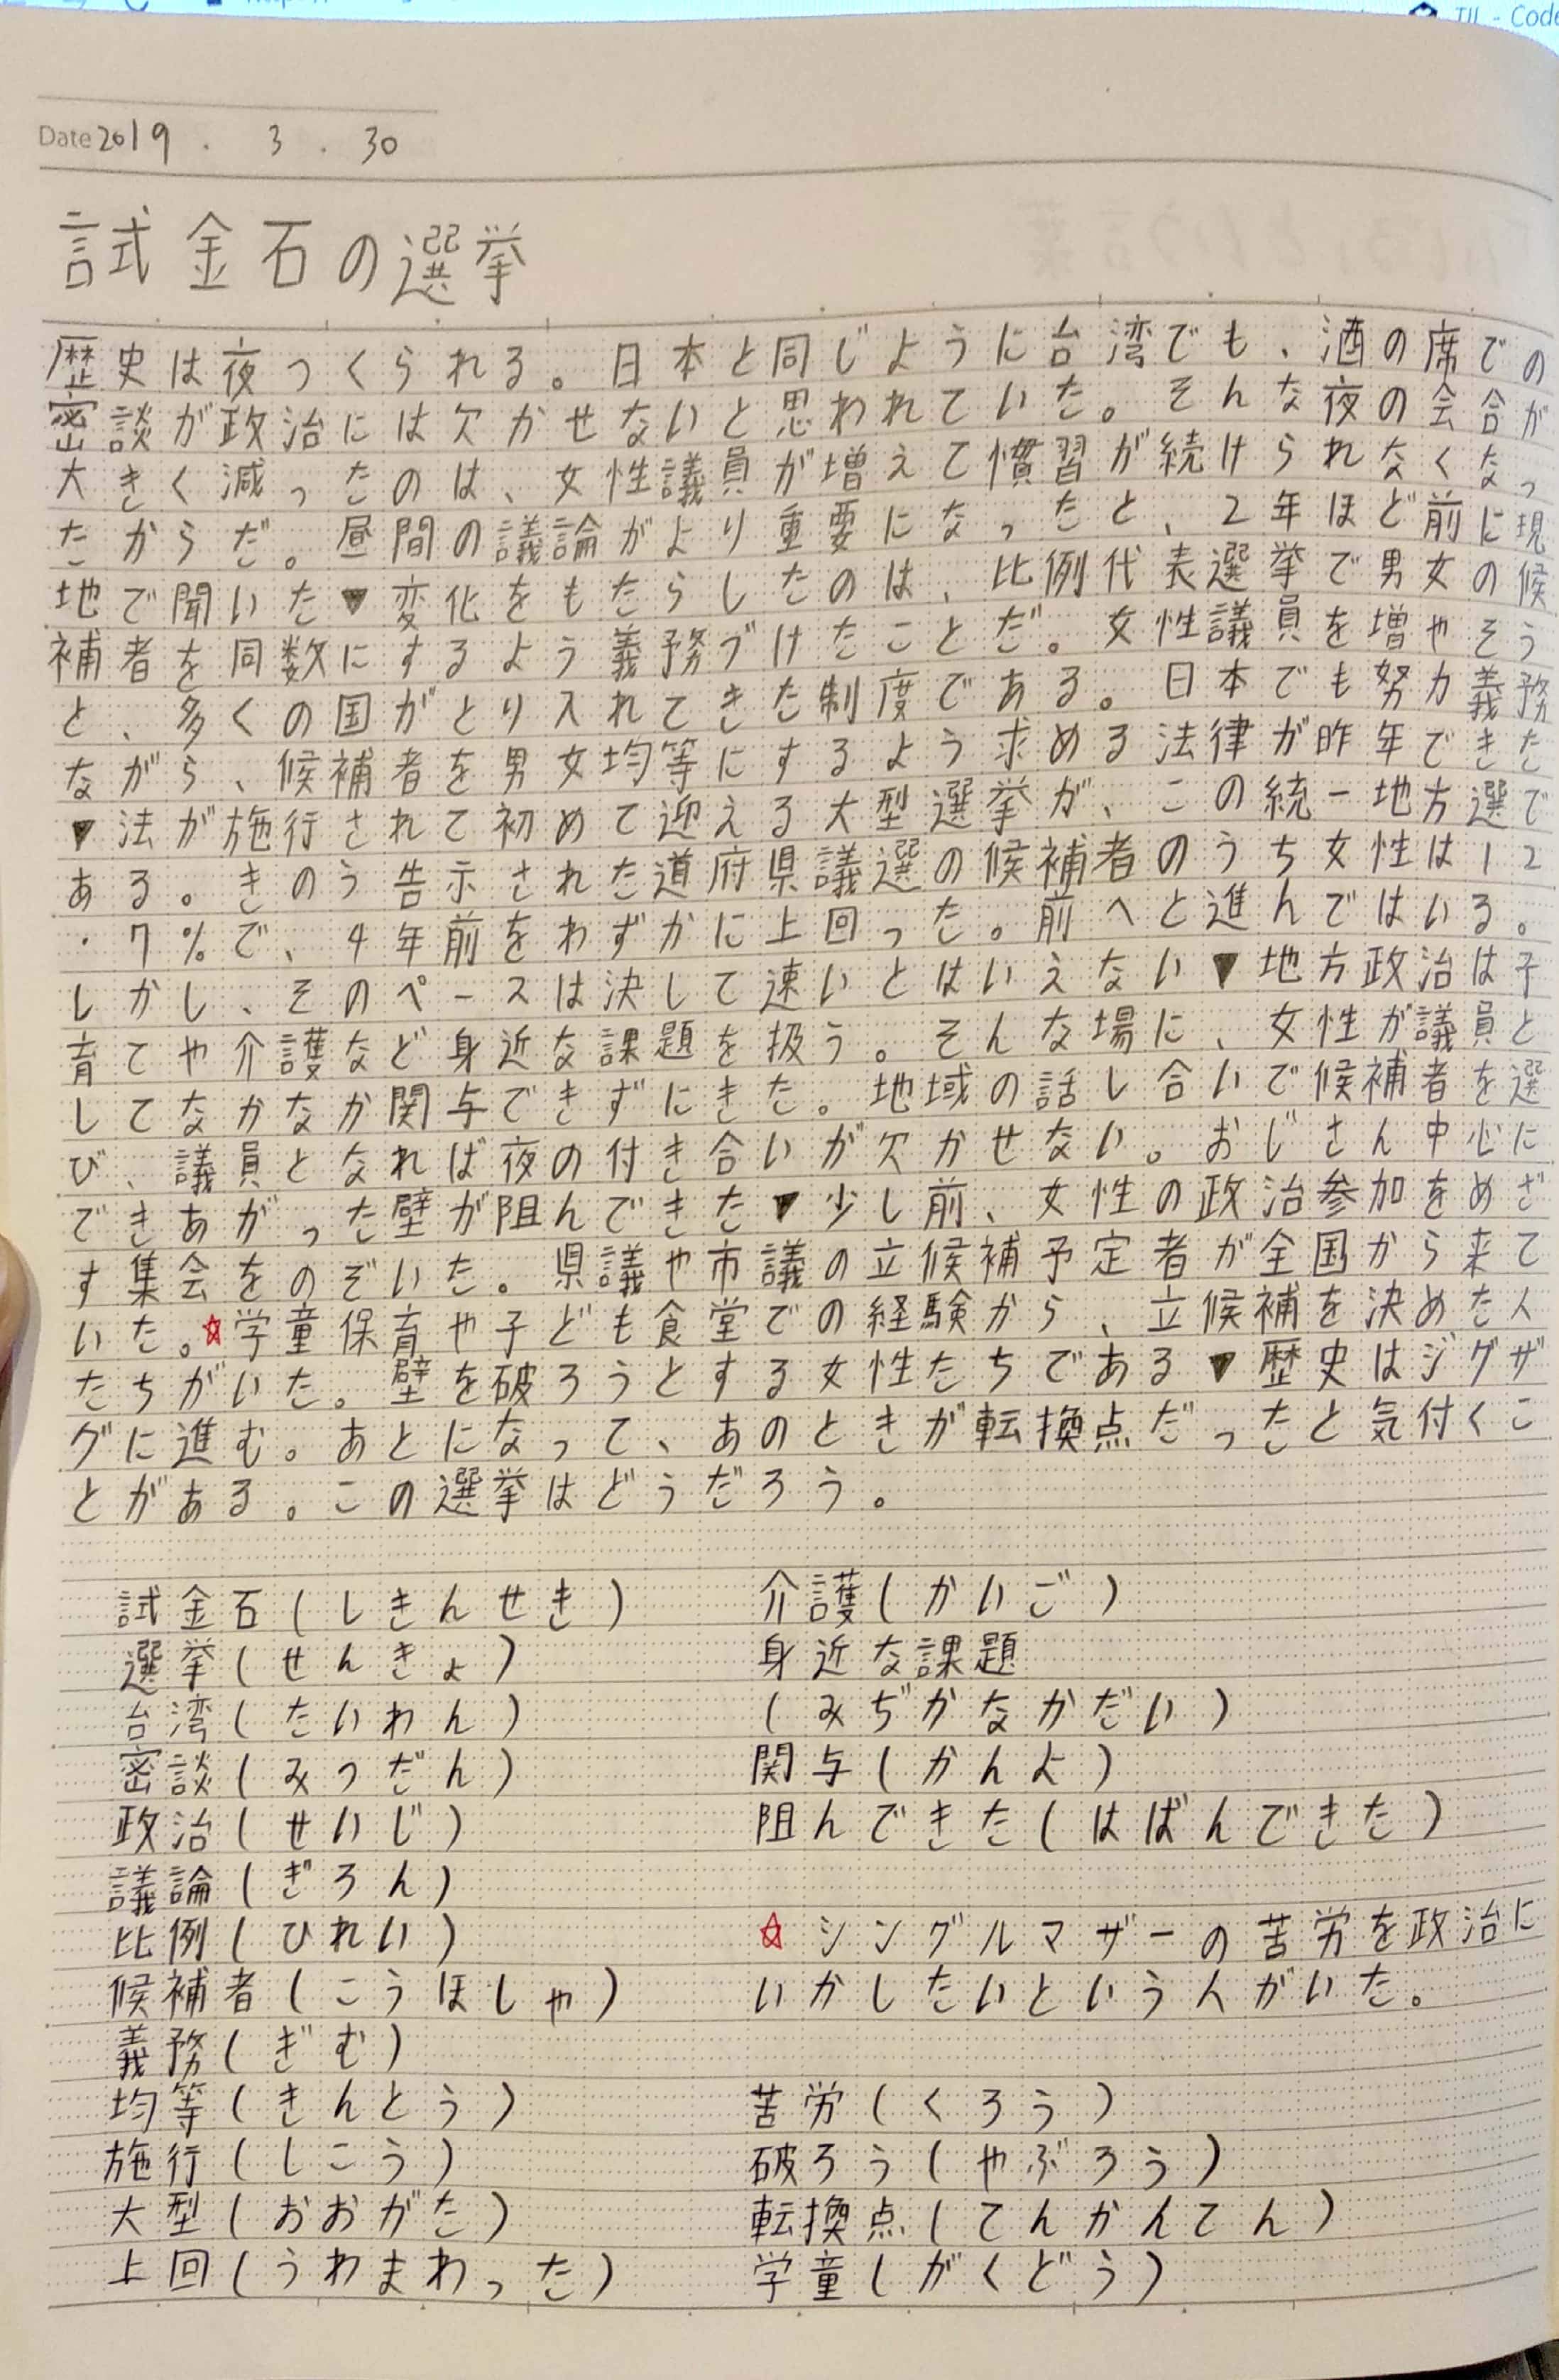 Date 2019 . 3 . 30
試金石の選挙
歴史は夜つくられる。日本と同じように台湾でも、酒の席での
密談が政治には欠かせないと思われていた。そんな夜の会合が
大きく減ったのは、女性議員が増えて慣習が続けられなくなっ
たからだ。昼間の議論がより重要になったと、2年ほど前に現
地で聞いた▼変化をもたらしたのは、比例代表選挙で男女の候
補者を同数にするよう義務づけたことだ。女性議員を増やそう
と、多くの国がとり入れてきた制度である。日本でも努力義務
ながら、候補者を男女均等にするよう求める法律が昨年できた
▼法が施行されて初めて迎える大型選挙が、この統一地方選で
ある。きのう告示された道府県議選の候補者のうち女性は12
・7%で、4年前をわずかに上回った。前へと進んではいる。
しかし、そのペースは決して速いとはいえない▼地方政治は子
育てや介護など身近な課題を扱う。そんな場に、女性が議員と
してなかなか関与できずにきた。地域の話し合いで候補者を選
び、議員となれば夜の付き合いが欠かせない。おじさん中心に
できあがった壁が阻んできた▼少し前、女性の政治参加をめざ
す集会をのぞいた。県議や市議の立候補予定者が全国から来て
いた。☆学童保育や子ども食堂での経験から、立候補を決めた人
たちがいた。壁を破ろうとする女性たちである▼歴史はジグザ
グに進む。あとになって、あのときが転換点だったと気付くこ
とがある。この選挙はどうだろう。
試金石(しきんせき)
選挙(せんきょ)
台湾(たいわん)
密談(みつだん)
政治(せいじ)
議論(ぎろん)
比例(ひれい)
候補者(こうほしゃ)
義務(ぎむ)
均等(きんとう)
施行(しこう)
大型(おおがた)
上回(うわまわった)
介護(かいご)
身近な課題
(みぢかなかだい)
関与(かんよ)
阻んできた(はばんできた)
☆シングルマザーの苦労を政治に
いかしたいという人がいた。
苦労(くろう)
破ろう(やぶろう)
転換点(てんかんてん)
学童(がくどう)